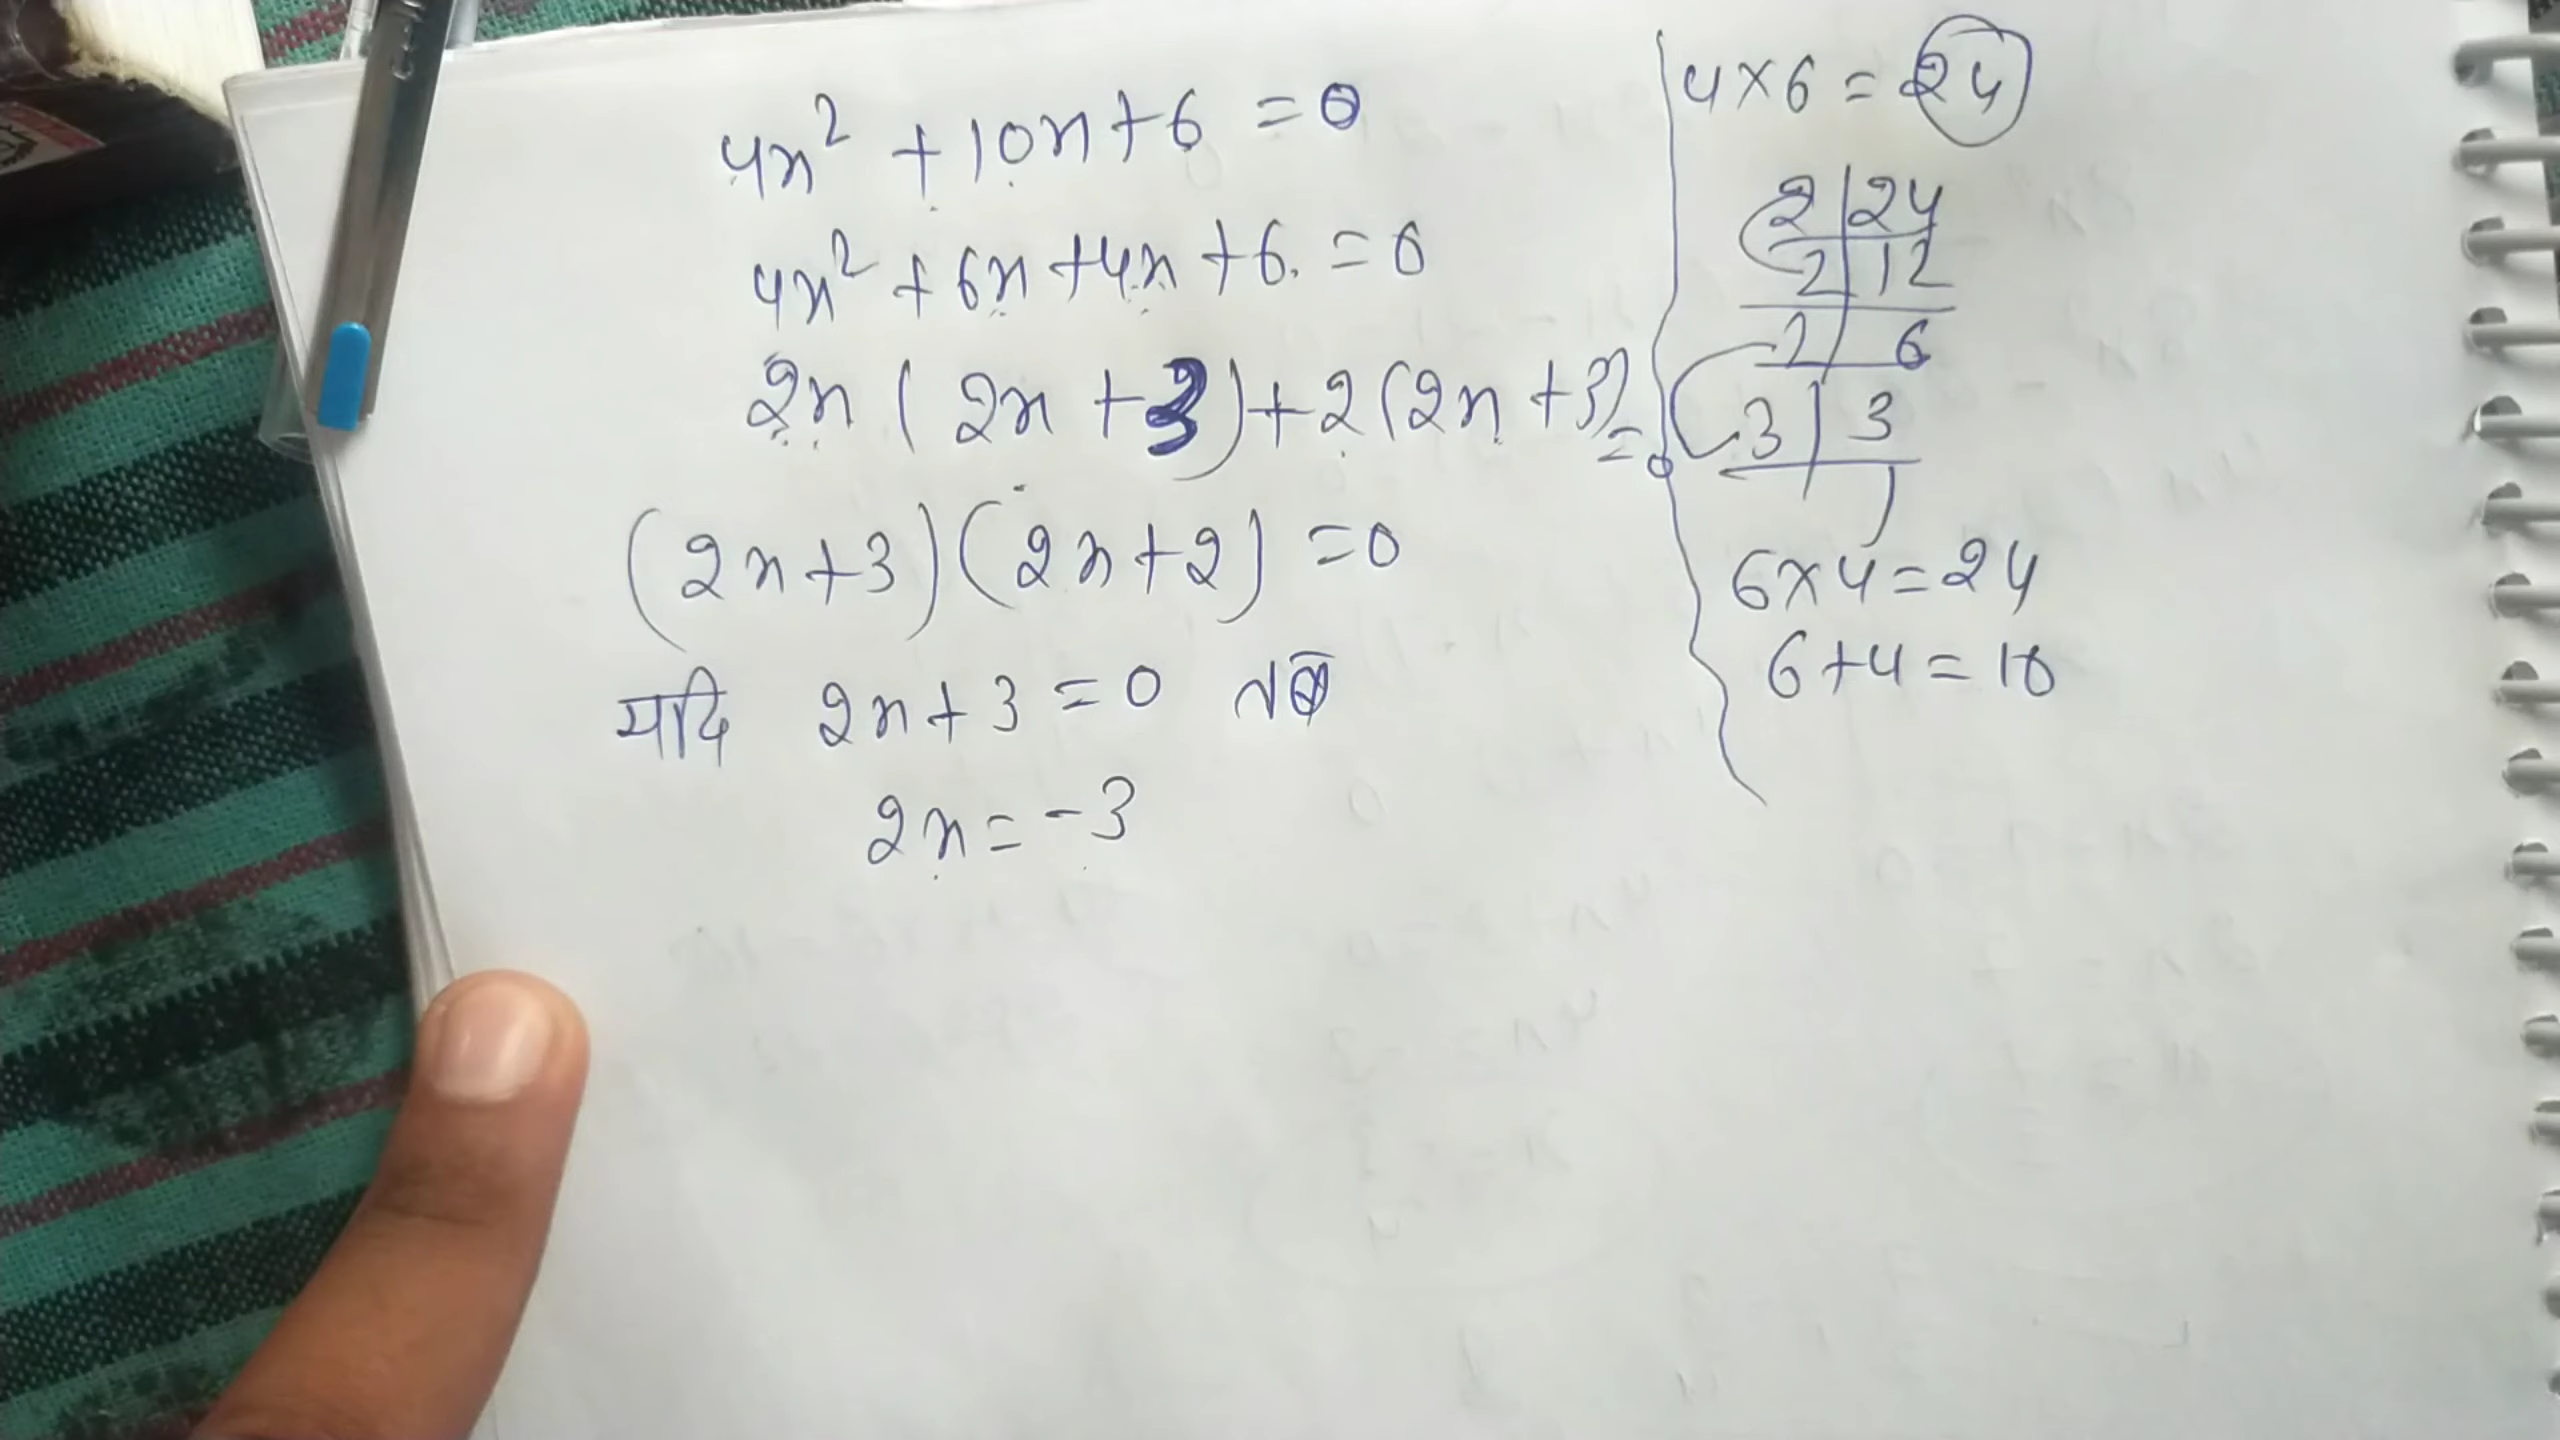 4x² + 10x + 6 = 0
4x² + 6x + 4x + 6 = 0
2x ( 2x + 3 ) + 2 ( 2x + 3 ) = 0
( 2x + 3 ) ( 2x + 2 ) = 0
यदि 2x + 3 = 0 तब
2x = -3
4 × 6 = 24
2 | 24
2 | 12
2 | 6
3 | 3
1
6 × 4 = 24
6 + 4 = 10